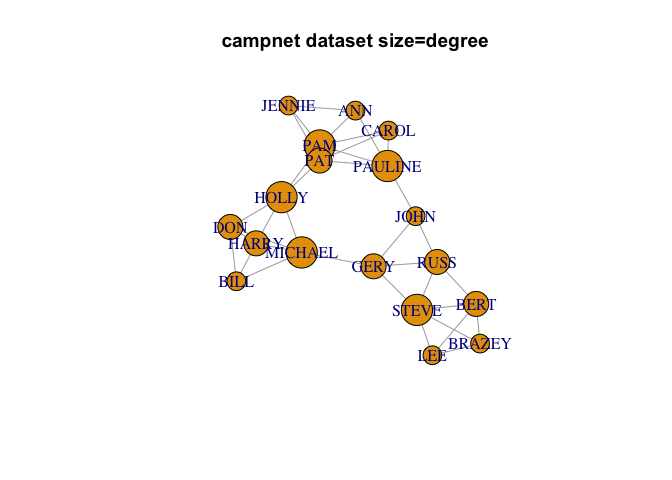 campnet dataset size=degree
JENNIE
ANN
CAROL
PAM
PAT
PAULINE
HOLLY
JOHN
DON
HARRY
MICHAEL
GERY
RUSS
BILL
STEVE
BERT
BRAZEY
LEE